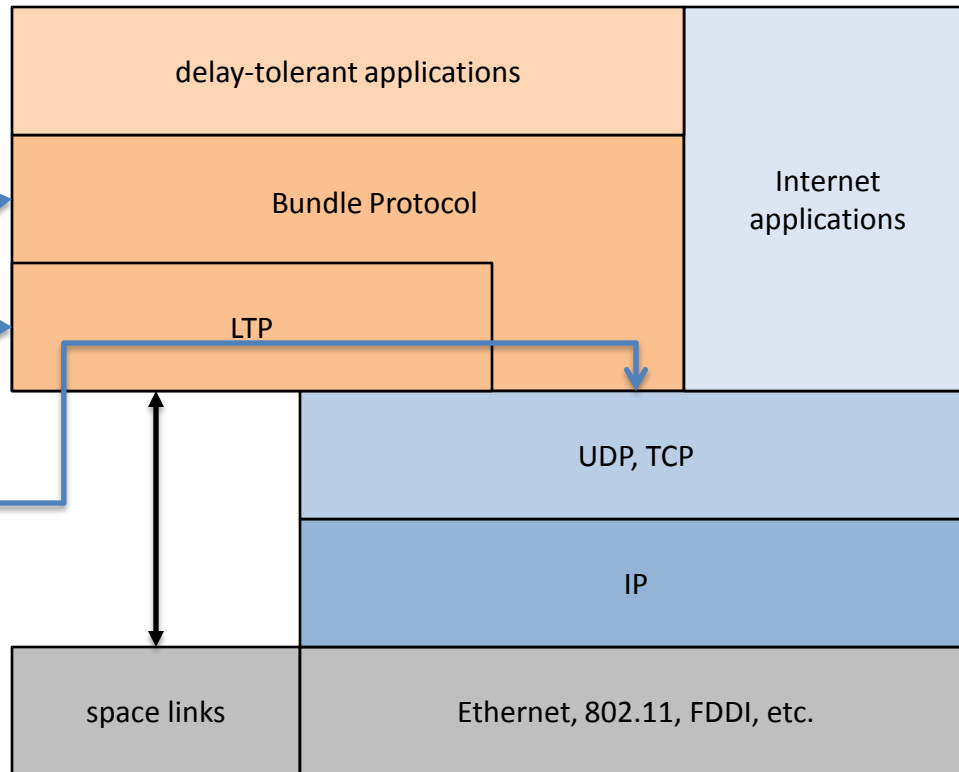 delay-tolerant applications
Bundle Protocol
Internet
applications
LTP
UDP, TCP
IP
space links
Ethernet, 802.11, FDDI, etc.